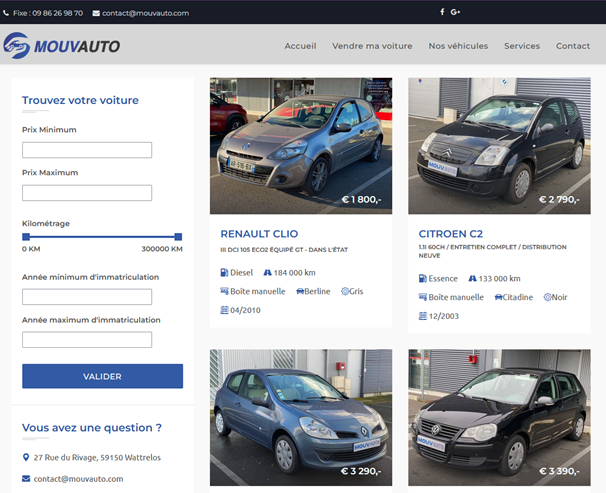 Fixe : 09 86 26 98 70 contact@mouvauto.com
G+
MOUVAUTO
Accueil Vendre ma voiture Nos véhicules Services Contact
Trouvez votre voiture
Prix Minimum
Prix Maximum
Kilométrage
0 KM 300000 KM
Année minimum d'immatriculation
Année maximum d'immatriculation
VALIDER
Vous avez une question ?
27 Rue du Rivage, 59150 Wattrelos
contact@mouvauto.com
€ 1 800,-
RENAULT CLIO
III DCI 105 ECO2 ÉQUIPÉ GT - DANS L'ÉTAT
Diesel 184 000 km
Boîte manuelle Berline Gris
04/2010
MOUVAUTO
€ 2 790,-
CITROEN C2
1.1I 60CH / ENTRETIEN COMPLET / DISTRIBUTION
NEUVE
Essence 133 000 km
Boîte manuelle Citadine Noir
12/2003
MOUVAUTO
€ 3 290,-
MOUVAUTO
€ 3 390,-